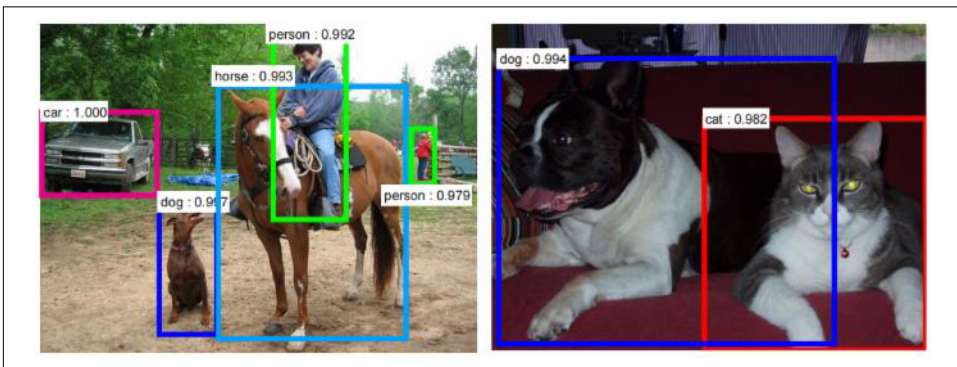 person : 0.992
horse : 0.993
car : 1.000
dog : 0.997
person : 0.979
dog : 0.994
cat : 0.982